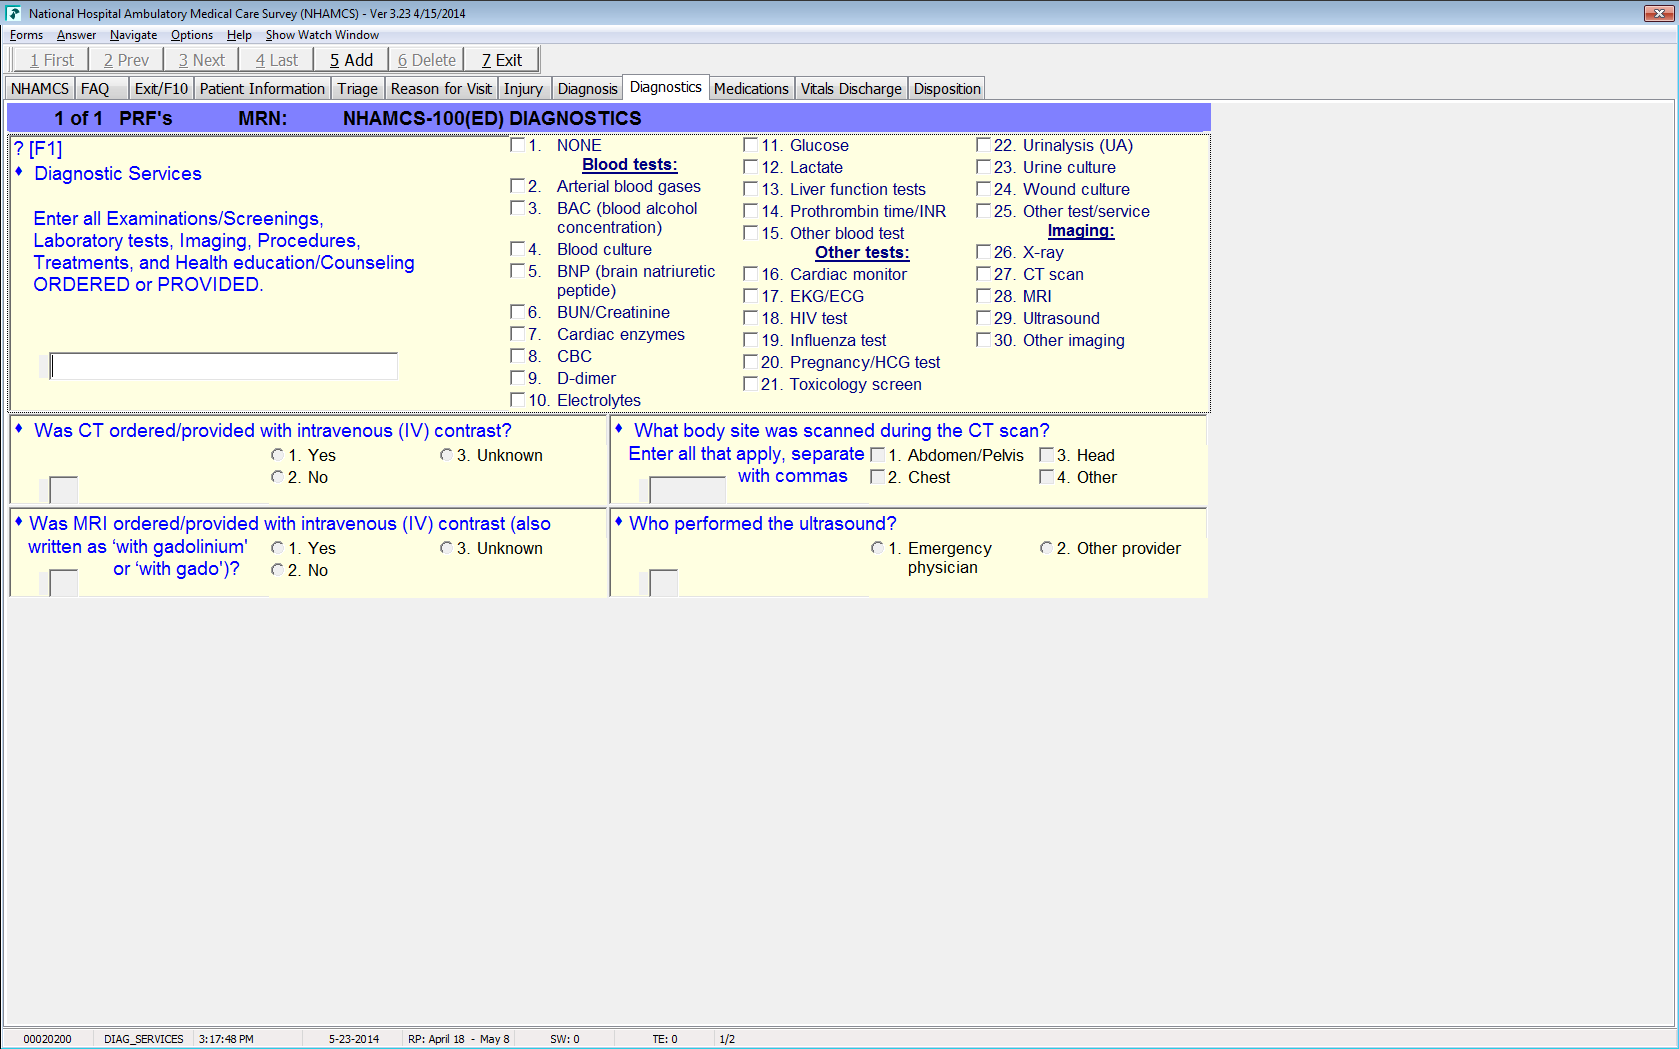 National Hospital Ambulatory Medical Care Survey (NHAMCS) - Ver 3.23 4/15/2014
Forms Answer Navigate Options Help Show Watch Window
1 First 2 Prev 3 Next 4 Last 5 Add 6 Delete 7 Exit
NHAMCS FAQ Exit/F10 Patient Information Triage Reason for Visit Injury Diagnosis Diagnostics Medications Vitals Discharge Disposition
1 of 1 PRF's MRN: NHAMCS-100(ED) DIAGNOSTICS
? [F1]
♦ Diagnostic Services
Enter all Examinations/Screenings,
Laboratory tests, Imaging, Procedures,
Treatments, and Health education/Counseling
ORDERED or PROVIDED.
1. NONE
Blood tests:
2. Arterial blood gases
3. BAC (blood alcohol
concentration)
4. Blood culture
5. BNP (brain natriuretic
peptide)
6. BUN/Creatinine
7. Cardiac enzymes
8. CBC
9. D-dimer
10. Electrolytes
11. Glucose
12. Lactate
13. Liver function tests
14. Prothrombin time/INR
15. Other blood test
Other tests:
16. Cardiac monitor
17. EKG/ECG
18. HIV test
19. Influenza test
20. Pregnancy/HCG test
21. Toxicology screen
22. Urinalysis (UA)
23. Urine culture
24. Wound culture
25. Other test/service
Imaging:
26. X-ray
27. CT scan
28. MRI
29. Ultrasound
30. Other imaging
♦ Was CT ordered/provided with intravenous (IV) contrast?
1. Yes
2. No
3. Unknown
♦ What body site was scanned during the CT scan?
Enter all that apply, separate
with commas
1. Abdomen/Pelvis
2. Chest
3. Head
4. Other
♦ Was MRI ordered/provided with intravenous (IV) contrast (also
written as ‘with gadolinium'
or ‘with gado')?
1. Yes
2. No
3. Unknown
♦ Who performed the ultrasound?
1. Emergency
physician
2. Other provider
00020200 DIAG_SERVICES 3:17:48 PM 5-23-2014 RP: April 18 - May 8 SW: 0 TE: 0 1/2